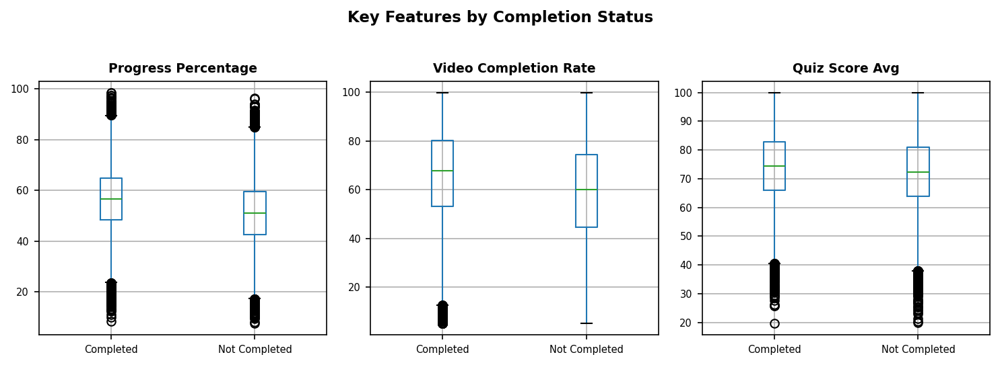 Key Features by Completion Status
Progress Percentage
100
80
60
40
20
Completed
Not Completed
Video Completion Rate
100
80
60
40
20
Completed
Not Completed
Quiz Score Avg
100
90
80
70
60
50
40
30
20
Completed
Not Completed